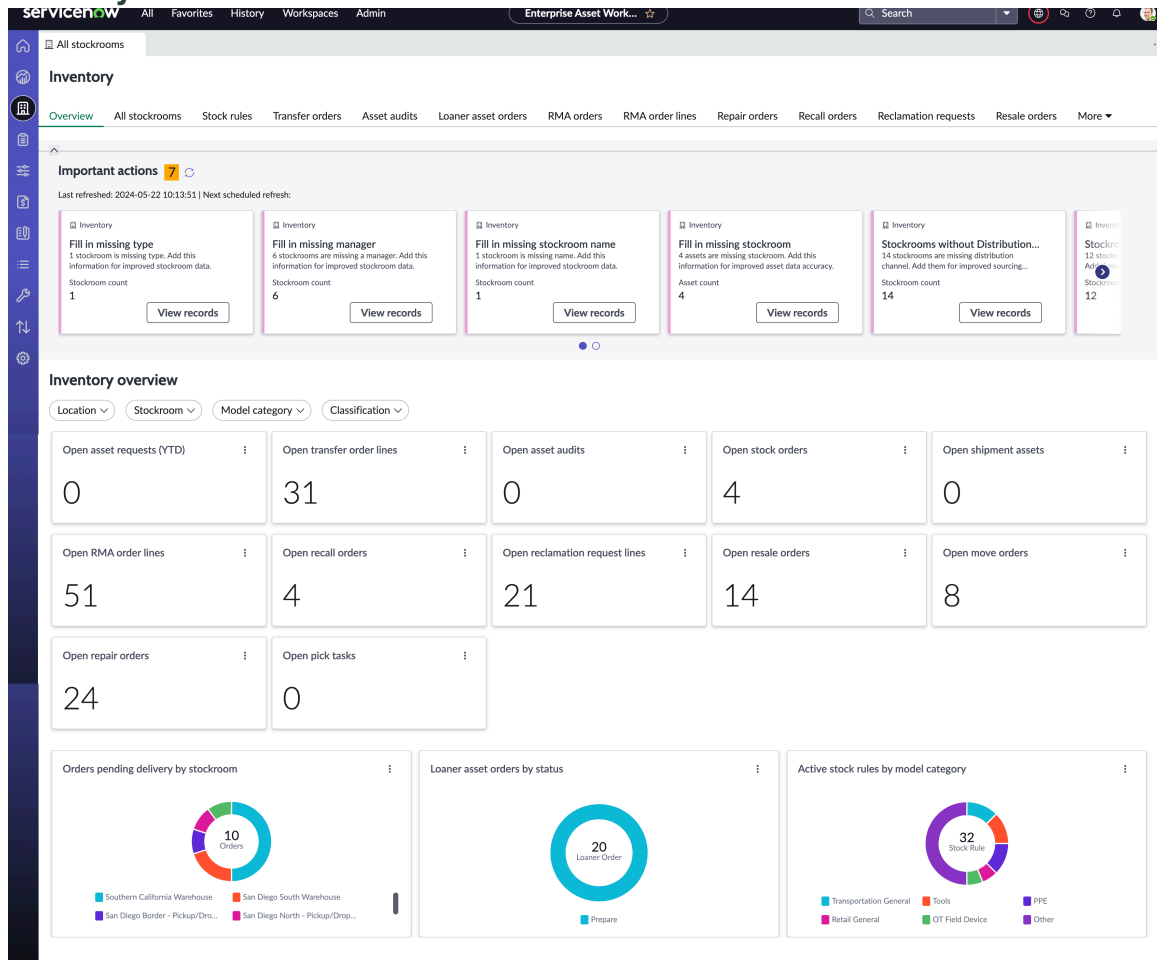 servicenow All Favorites History Workspaces Admin Enterprise Asset Work... Search
All stockrooms
Inventory
Overview All stockrooms Stock rules Transfer orders Asset audits Loaner asset orders RMA orders RMA order lines Repair orders Recall orders Reclamation requests Resale orders More
Important actions 7
Last refreshed: 2024-05-22 10:13:51 | Next scheduled refresh:
Inventory
Fill in missing type
1 stockroom is missing type. Add this
information for improved stockroom data.
Stockroom count
1
View records
Inventory
Fill in missing manager
6 stockrooms are missing a manager. Add this
information for improved stockroom data.
Stockroom count
6
View records
Inventory
Fill in missing stockroom name
1 stockroom is missing name. Add this
information for improved stockroom data.
Stockroom count
1
View records
Inventory
Fill in missing stockroom
4 assets are missing stockroom. Add this
information for improved asset data accuracy.
Asset count
4
View records
Inventory
Stockrooms without Distribution...
14 stockrooms are missing distribution
channel. Add them for improved sourcing...
Stockroom count
14
View records
12
Inventory overview
Location Stockroom Model category Classification
Open asset requests (YTD)
0
Open transfer order lines
31
Open asset audits
0
Open stock orders
4
Open shipment assets
0
Open RMA order lines
51
Open recall orders
4
Open reclamation request lines
21
Open resale orders
14
Open move orders
8
Open repair orders
24
Open pick tasks
0
Orders pending delivery by stockroom
10
Orders
Southern California Warehouse San Diego South Warehouse
San Diego Border - Pickup/Dro... San Diego North - Pickup/Drop...
Loaner asset orders by status
20
Loaner Order
Prepare
Active stock rules by model category
32
Stock Rule
Transportation General Tools PPE
Retail General OT Field Device Other